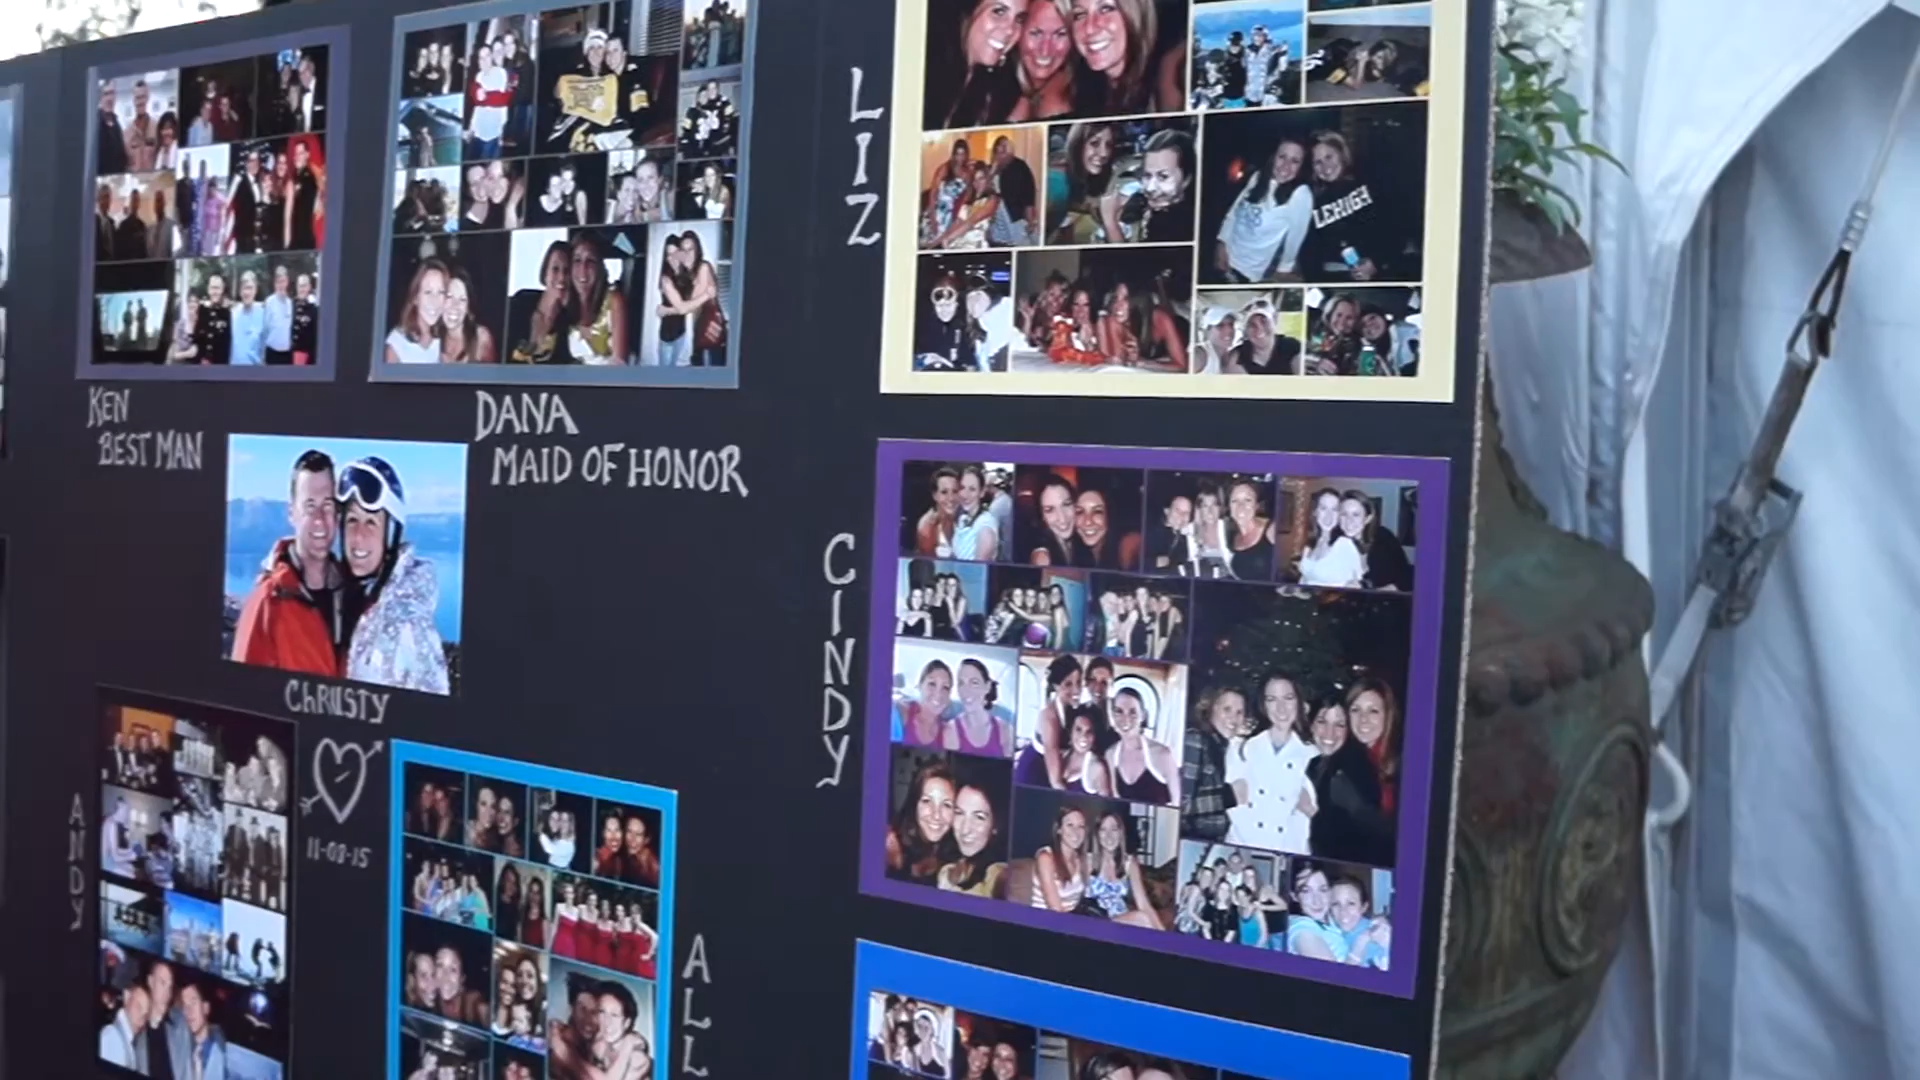 KEN
BEST MAN
DANA
MAID OF HONOR
LIZ
LEHIGH
CINDY
ChRISTY
11-08-15
ANDY
ALL